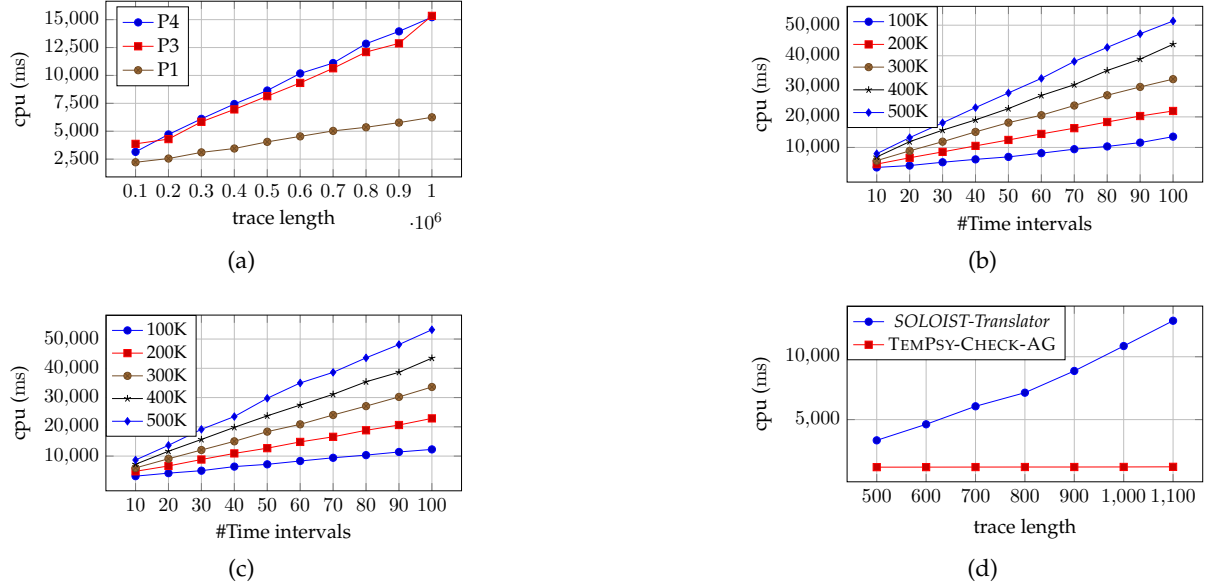 15,000
12,500
10,000
7,500
5,000
2,500
cpu (ms)
P4
P3
P1
0.1 0.2 0.3 0.4 0.5 0.6 0.7 0.8 0.9 1
trace length
·10⁶
(a)
50,000
40,000
30,000
20,000
10,000
cpu (ms)
100K
200K
300K
400K
500K
10 20 30 40 50 60 70 80 90 100
#Time intervals
(b)
50,000
40,000
30,000
20,000
10,000
cpu (ms)
100K
200K
300K
400K
500K
10 20 30 40 50 60 70 80 90 100
#Time intervals
(c)
10,000
5,000
cpu (ms)
SOLOIST-Translator
TEMPSY-CHECK-AG
500 600 700 800 900 1,000 1,100
trace length
(d)